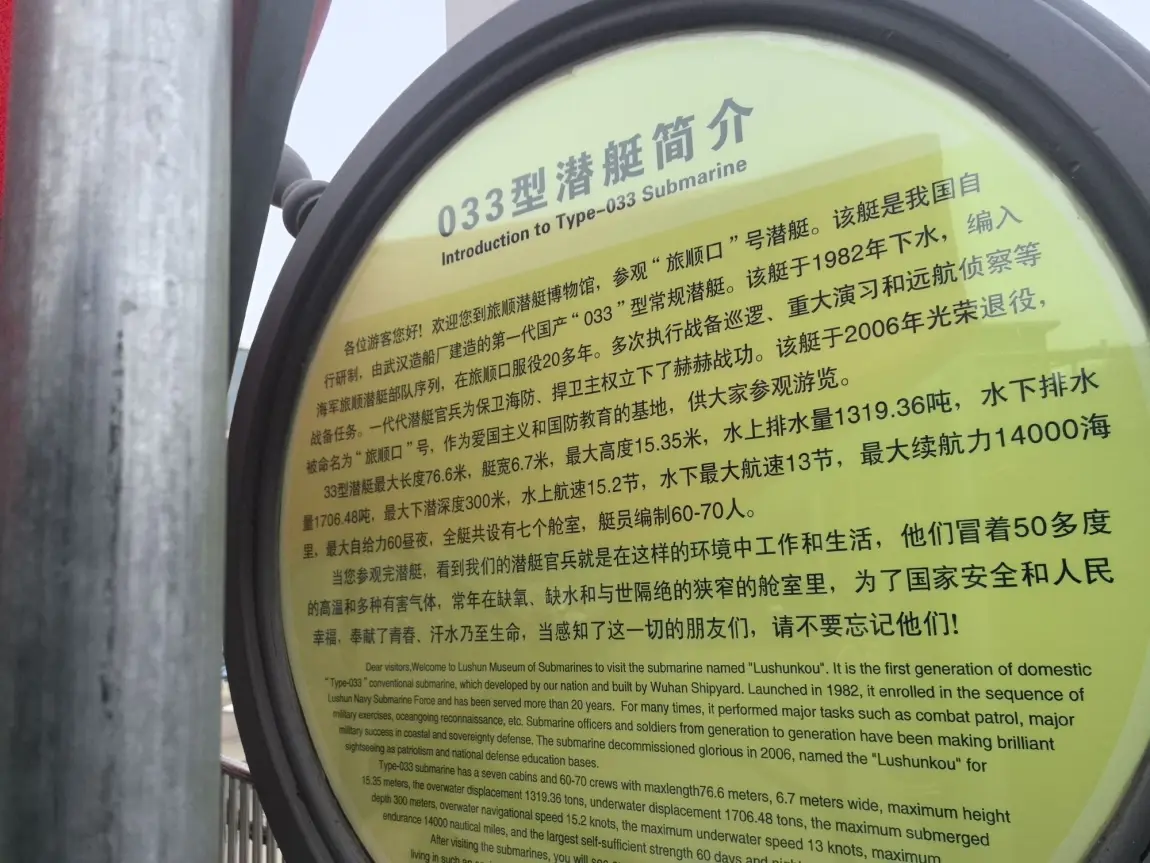 033型潜艇简介
Introduction to Type-033 Submarine
各位游客您好！欢迎您到旅顺潜艇博物馆，参观“旅顺口”号潜艇。该艇是我国自
行研制，由武汉造船厂建造的第一代国产“033”型常规潜艇。该艇于1982年下水，编入
海军旅顺潜艇部队序列，在旅顺口服役20多年。多次执行战备巡逻、重大演习和远航侦察等
战备任务。一代代潜艇官兵为保卫海防、捍卫主权立下了赫赫战功。该艇于2006年光荣退役，
被命名为“旅顺口”号，作为爱国主义和国防教育的基地，供大家参观游览。
33型潜艇最大长度76.6米，艇宽6.7米，最大高度15.35米，水上排水量1319.36吨，水下排水
量1706.48吨，最大下潜深度300米，水上航速15.2节，水下最大航速13节，最大续航力14000海
里，最大自给力60昼夜，全艇共设有七个舱室，艇员编制60-70人。
当您参观完潜艇，看到我们的潜艇官兵就是在这样的环境中工作和生活，他们冒着50多度
的高温和多种有害气体，常年在缺氧、缺水和与世隔绝的狭窄的舱室里，为了国家安全和人民
幸福，奉献了青春、汗水乃至生命，当感知了这一切的朋友们，请不要忘记他们！
Dear visitors,Welcome to Lushun Museum of Submarines to visit the submarine named "Lushunkou". It is the first generation of domestic
"Type-033" conventional submarine, which developed by our nation and built by Wuhan Shipyard. Launched in 1982, it enrolled in the sequence of
Lushun Navy Submarine Force and has been served more than 20 years. For many times, it performed major tasks such as combat patrol, major
military exercises, oceangoing reconnaissance, etc. Submarine officers and soldiers from generation to generation have been making brilliant
military success in coastal and sovereignty defense. The submarine decommissioned glorious in 2006, named the "Lushunkou" for
sightseeing as patriotism and national defense education bases.
Type-033 submarine has a seven cabins and 60-70 crews with maxlength76.6 meters, 6.7 meters wide, maximum height
15.35 meters, the overwater displacement 1319.36 tons, underwater displacement 1706.48 tons, the maximum submerged
depth 300 meters, overwater navigational speed 15.2 knots, the maximum underwater speed 13 knots, maximum
endurance 14000 nautical miles, and the largest self-sufficient strength 60 days and
After visiting the submarines, you will
living in such an